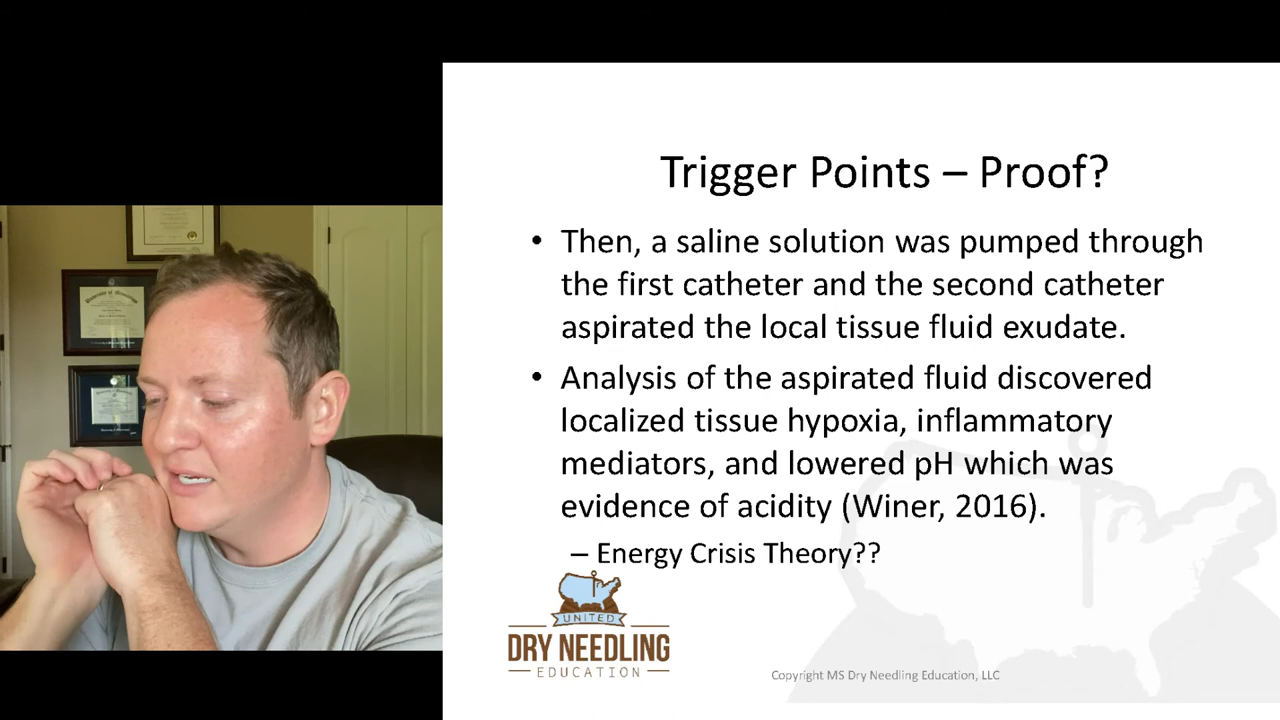 Trigger Points – Proof?
• Then, a saline solution was pumped through
the first catheter and the second catheter
aspirated the local tissue fluid exudate.
• Analysis of the aspirated fluid discovered
localized tissue hypoxia, inflammatory
mediators, and lowered pH which was
evidence of acidity (Winer, 2016).
– Energy Crisis Theory??
UNITED
DRY NEEDLING
EDUCATION
Copyright MS Dry Needling Education, LLC